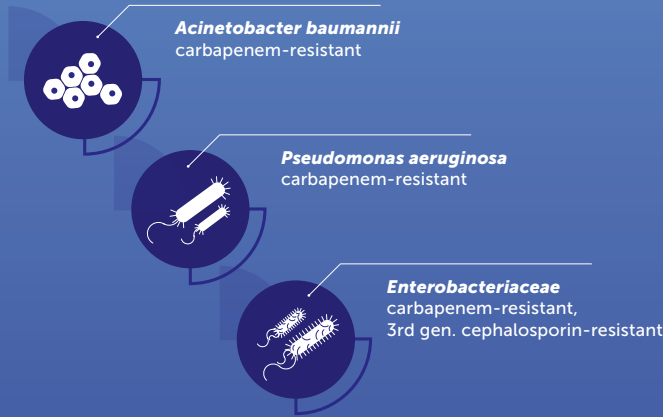 Acinetobacter baumannii
carbapenem-resistant
Pseudomonas aeruginosa
carbapenem-resistant
Enterobacteriaceae
carbapenem-resistant,
3rd gen. cephalosporin-resistant